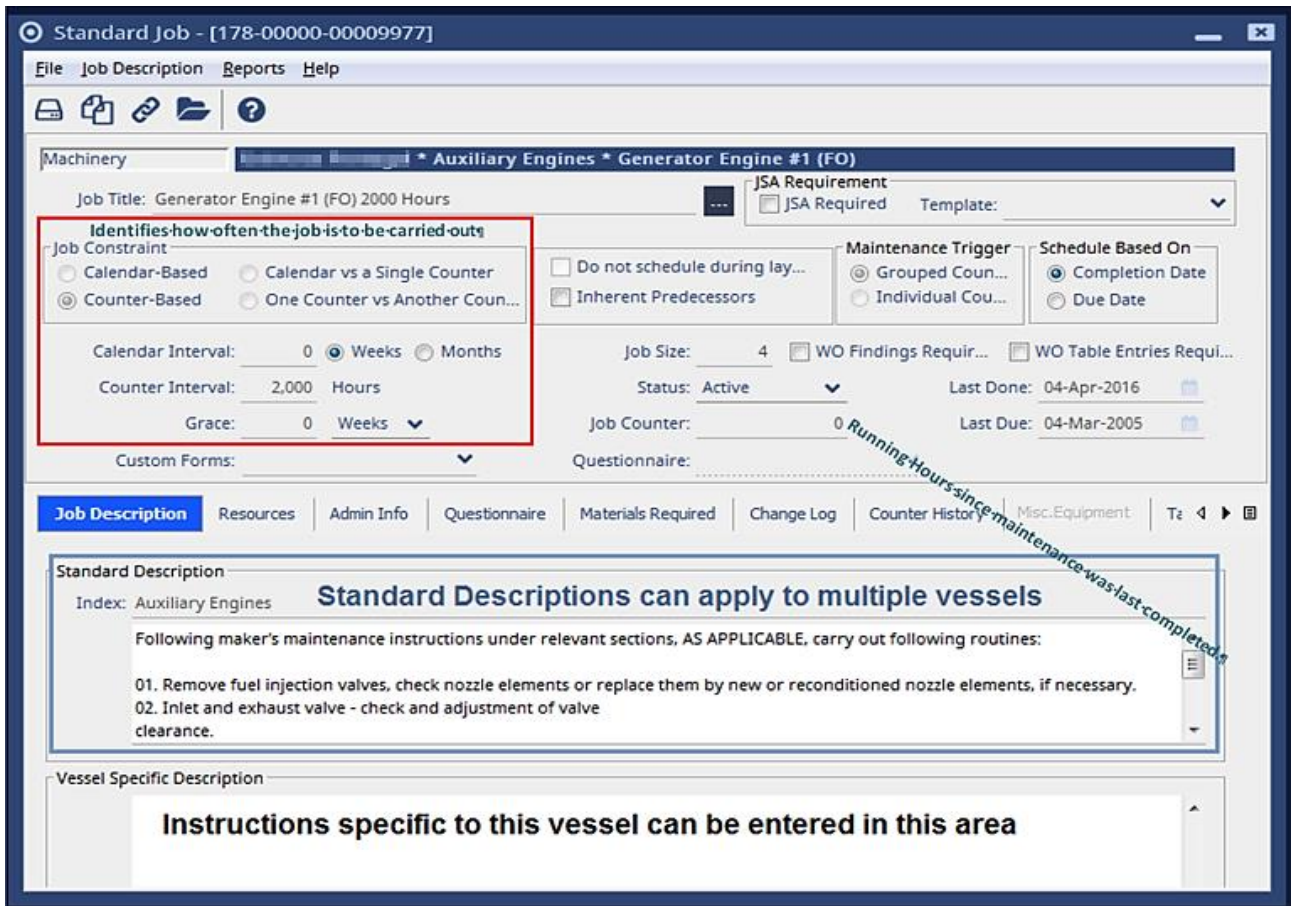 Standard Job - [178-00000-00009977]
File Job Description Reports Help
Machinery
* Auxiliary Engines * Generator Engine #1 (FO)
Job Title: Generator Engine #1 (FO) 2000 Hours
...
JSA Requirement
JSA Required Template:
Identifies·how·often·the·job·is·to·be·carried·out¶
Job Constraint
Calendar-Based Calendar vs a Single Counter
Counter-Based One Counter vs Another Coun...
Do not schedule during lay...
Inherent Predecessors
Maintenance Trigger
Grouped Coun...
Individual Cou...
Schedule Based On
Completion Date
Due Date
Calendar Interval: 0 Weeks Months
Counter Interval: 2,000 Hours
Grace: 0 Weeks
Job Size: 4 WO Findings Requir... WO Table Entries Requi...
Status: Active Last Done: 04-Apr-2016
Job Counter: 0 Last Due: 04-Mar-2005
Running·Hours·since·maintenance·was·last·completed.¶
Custom Forms: Questionnaire:
Job Description Resources Admin Info Questionnaire Materials Required Change Log Counter History Misc.Equipment Ta
Standard Description
Index: Auxiliary Engines
Standard Descriptions can apply to multiple vessels
Following maker's maintenance instructions under relevant sections, AS APPLICABLE, carry out following routines:
01. Remove fuel injection valves, check nozzle elements or replace them by new or reconditioned nozzle elements, if necessary.
02. Inlet and exhaust valve - check and adjustment of valve
clearance.
Vessel Specific Description
Instructions specific to this vessel can be entered in this area